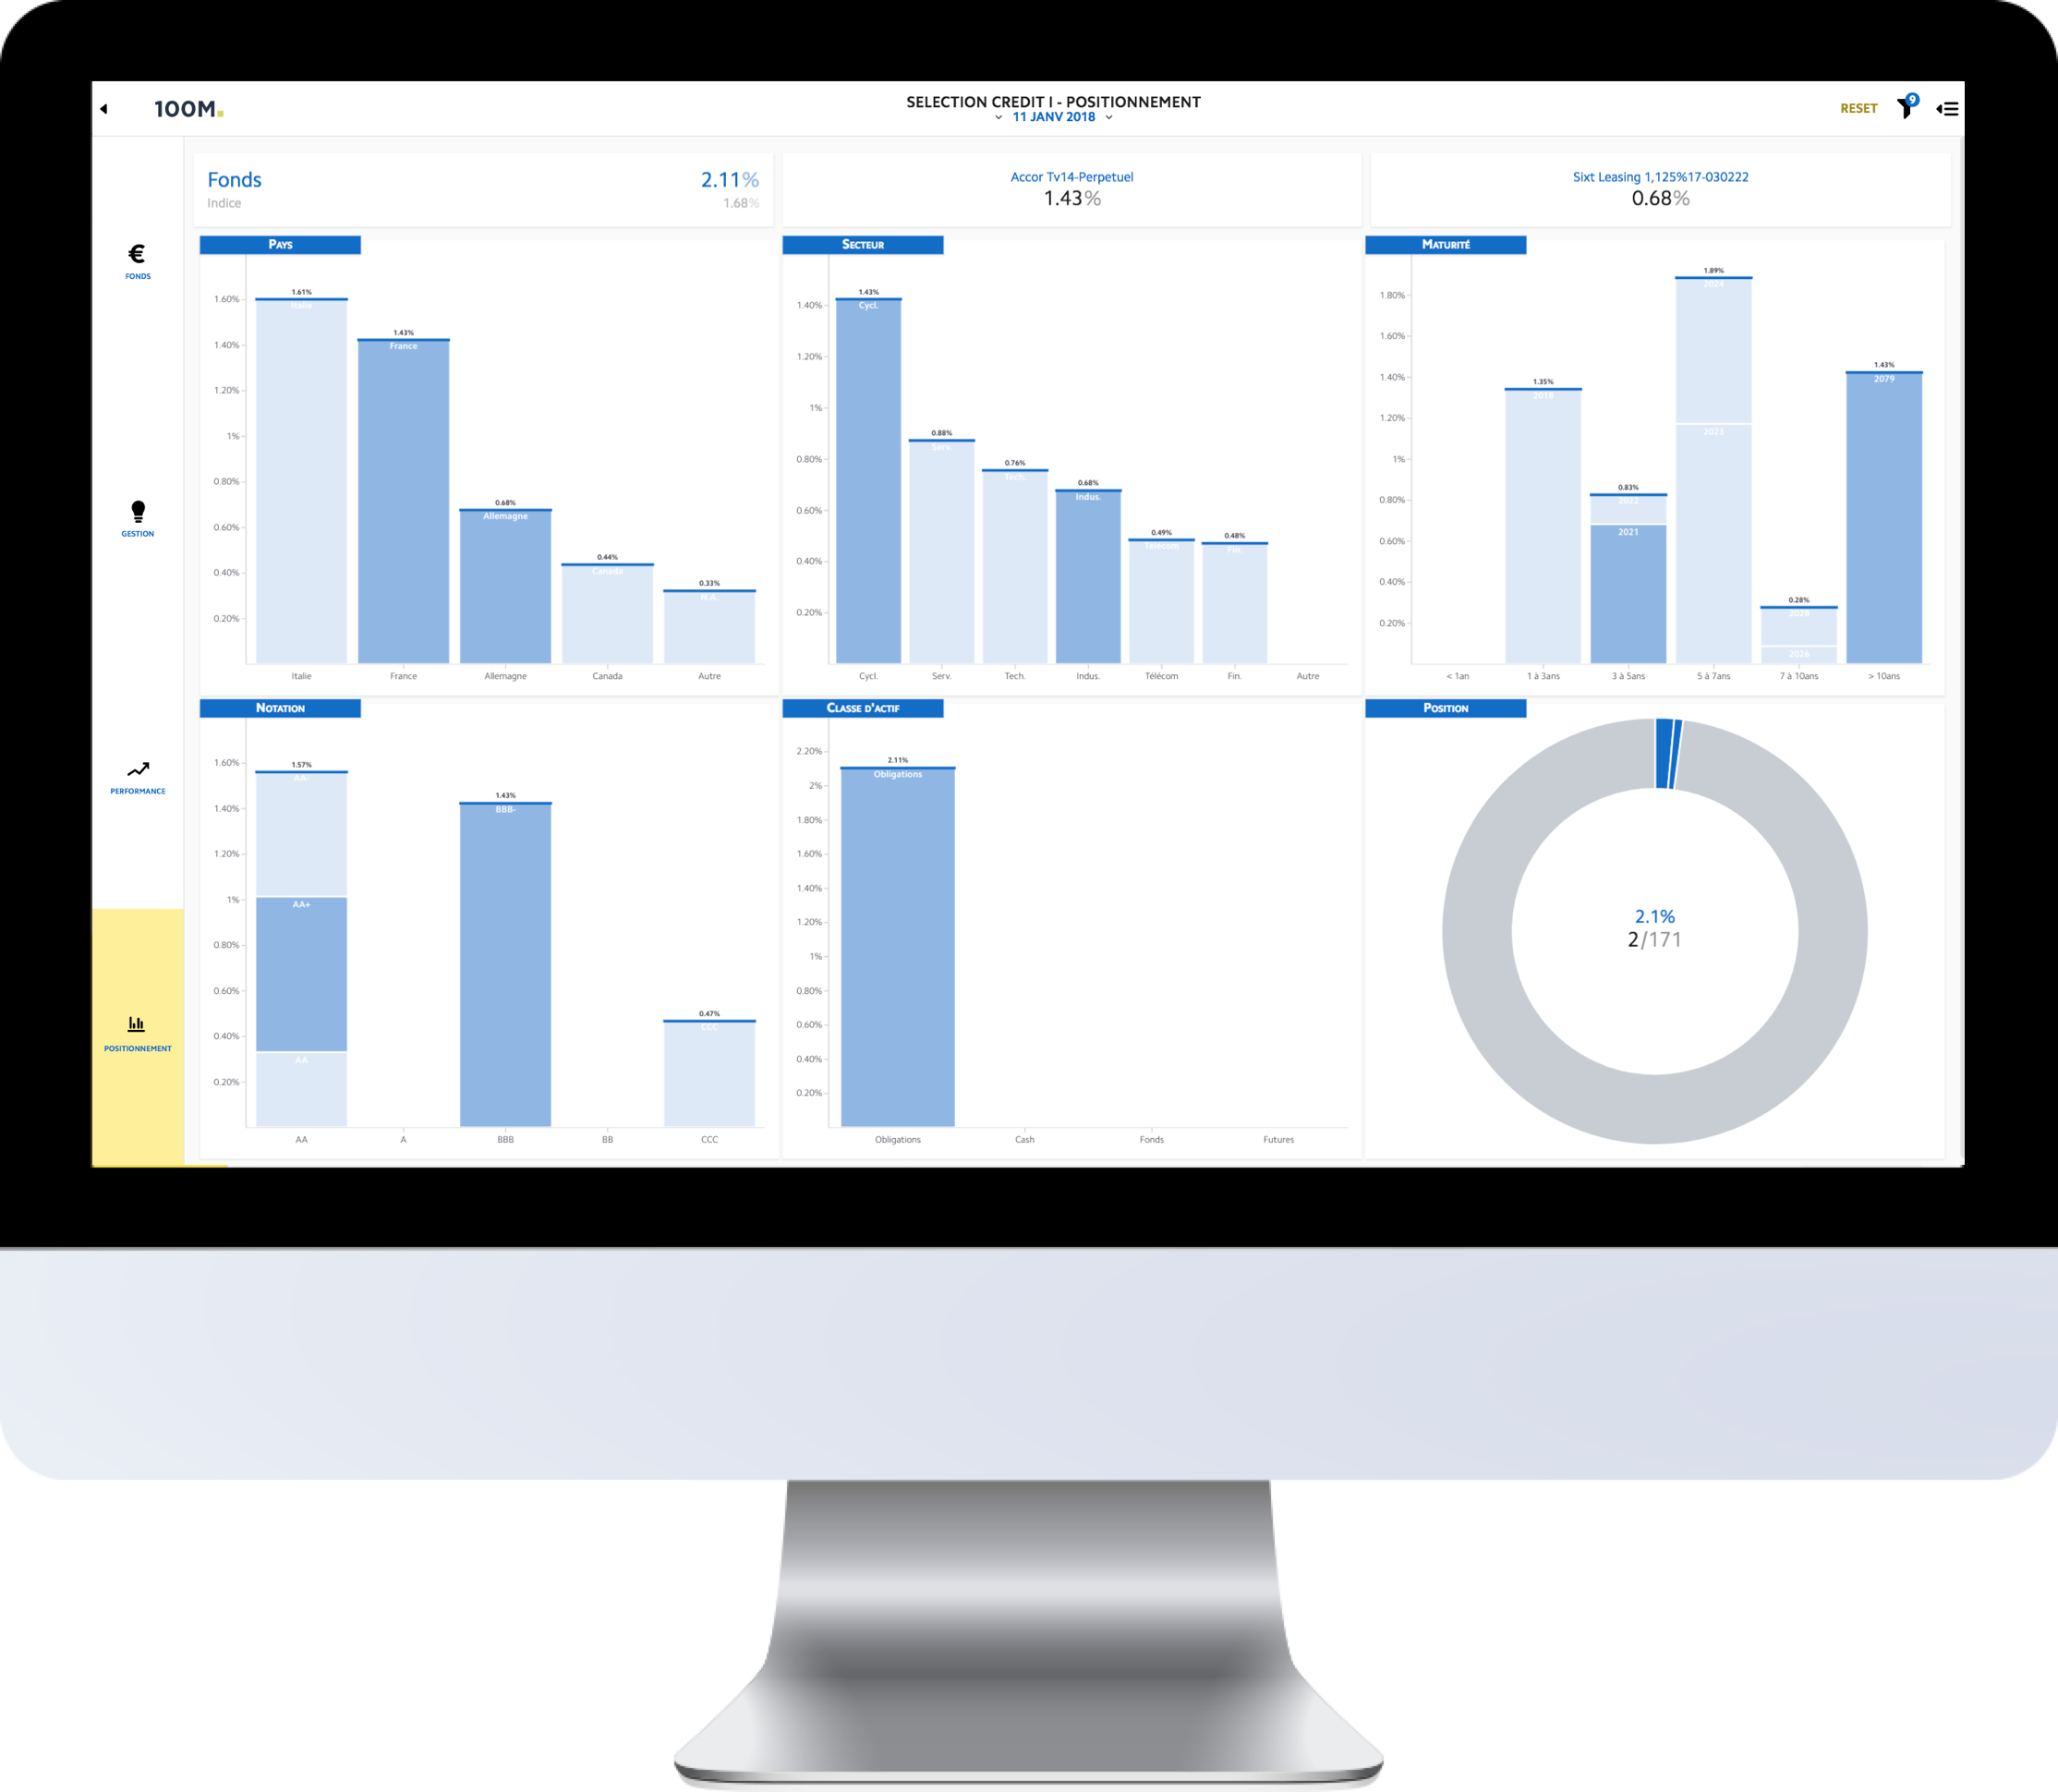 100M.
SELECTION CREDIT I - POSITIONNEMENT
11 JANV 2018
RESET
9
FONDS
GESTION
PERFORMANCE
POSITIONNEMENT
Fonds 2.11%
Indice 1.68%
Accor Tv14-Perpetuel
1.43%
Sixt Leasing 1,125%17-030222
0.68%
PAYS
1.60%
1.40%
1.20%
1%
0.80%
0.60%
0.40%
0.20%
1.61%
Italie
1.43%
France
0.68%
Allemagne
0.44%
Canada
0.33%
N.A.
Italie France Allemagne Canada Autre
SECTEUR
1.40%
1.20%
1%
0.80%
0.60%
0.40%
0.20%
1.43%
Cycl.
0.88%
Serv.
0.76%
Tech.
0.68%
Indus.
0.49%
Télécom
0.48%
Fin.
Cycl. Serv. Tech. Indus. Télécom Fin. Autre
MATURITÉ
1.80%
1.60%
1.40%
1.20%
1%
0.80%
0.60%
0.40%
0.20%
1.35%
2018
0.83%
2021
1.89%
2024
2023
0.28%
2026
1.43%
2079
< 1an 1 à 3ans 3 à 5ans 5 à 7ans 7 à 10ans > 10ans
NOTATION
1.60%
1.40%
1.20%
1%
0.80%
0.60%
0.40%
0.20%
1.57%
AA+
AA
1.43%
BBB-
0.47%
CCC
AA A BBB BB CCC
CLASSE D'ACTIF
2.20%
2%
1.80%
1.60%
1.40%
1.20%
1%
0.80%
0.60%
0.40%
0.20%
2.11%
Obligations
Obligations Cash Fonds Futures
POSITION
2.1%
2/171